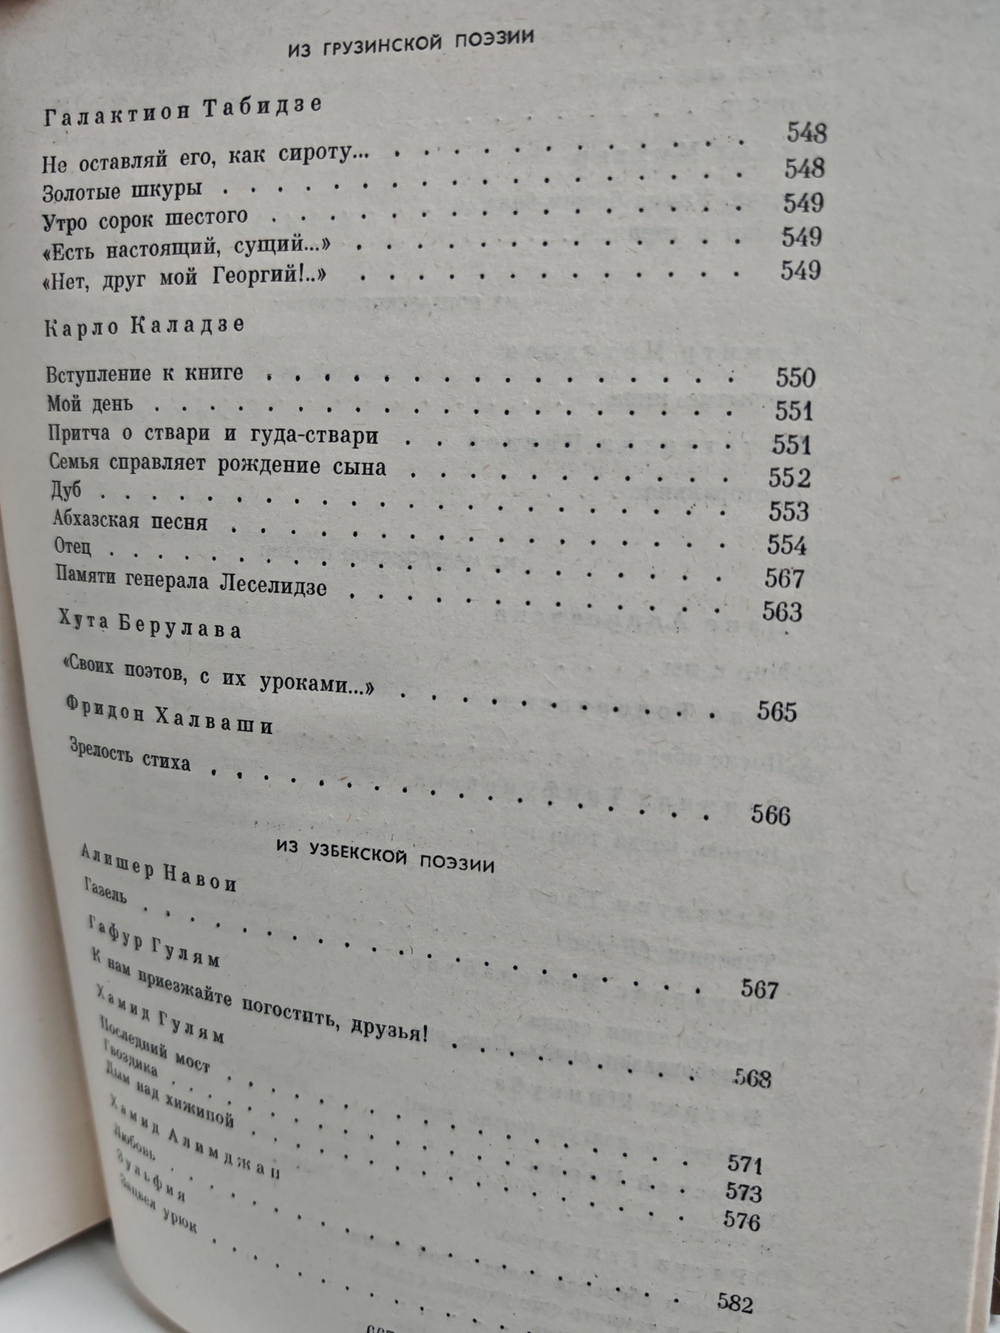 ИЗ ГРУЗИНСКОЙ ПОЭЗИИ
Галактион Табидзе
Не оставляй его, как сироту... 548
Золотые шкуры 548
Утро сорок шестого 549
«Есть настоящий, сущий...» 549
«Нет, друг мой Георгий!..» 549
Карло Каладзе
Вступление к книге 550
Мой день 551
Притча о ствари и гуда-ствари 551
Семья справляет рождение сына 552
Дуб 553
Абхазская песня 554
Отец 567
Памяти генерала Леселидзе 563
Хута Берулава
«Своих поэтов, с их уроками...» 565
Фридон Халваши
Зрелость стиха 566
ИЗ УЗБЕКСКОЙ ПОЭЗИИ
Алишер Навои
Газель 567
Гафур Гулям
К нам приезжайте погостить, друзья! 568
Хамид Гулям
Последний мост 571
Гвоздика 573
Дым над хижиной 576
Хамид Алимджан
Любовь 582
Зульфия
Зацвел урюк